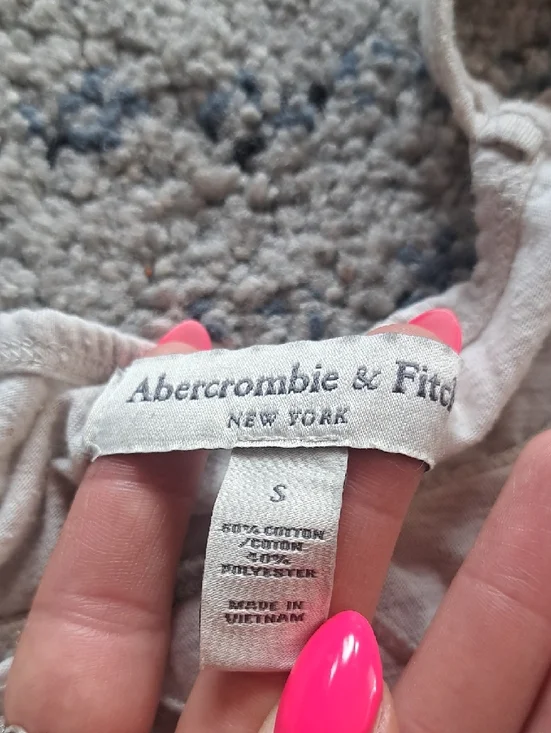 Abercrombie & Fitc
NEW YORK
S
60% COTTON
/COTON
40%
POLYESTER
MADE IN
VIETNAM